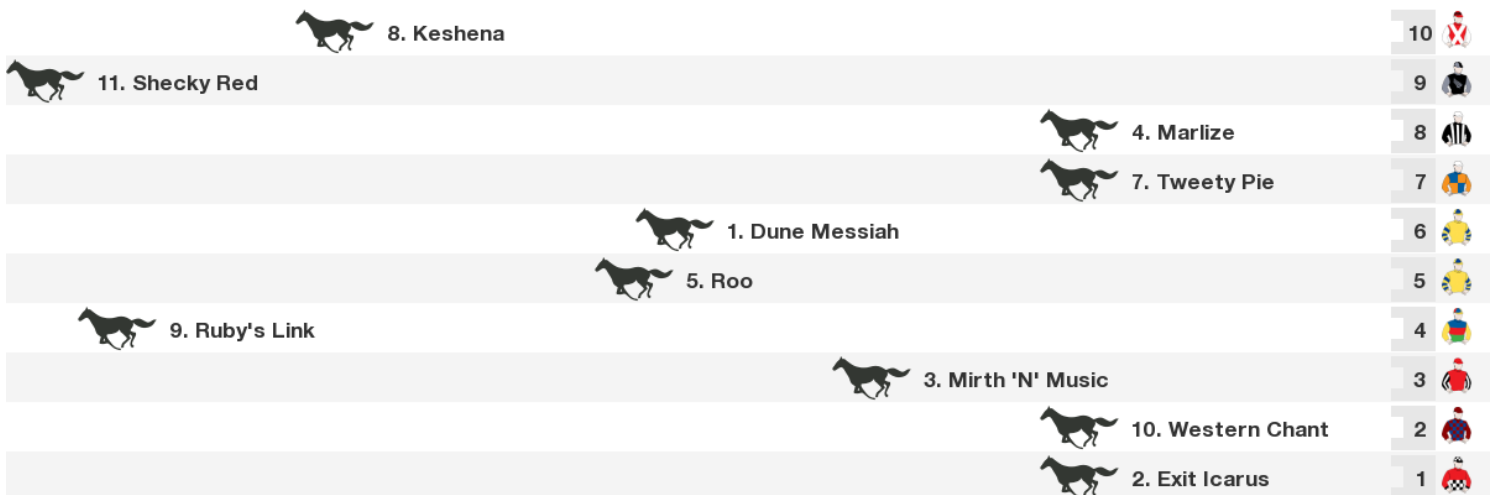 8. Keshena 10
11. Shecky Red 9
4. Marlize 8
7. Tweety Pie 7
1. Dune Messiah 6
5. Roo 5
9. Ruby's Link 4
3. Mirth 'N' Music 3
10. Western Chant 2
2. Exit Icarus 1